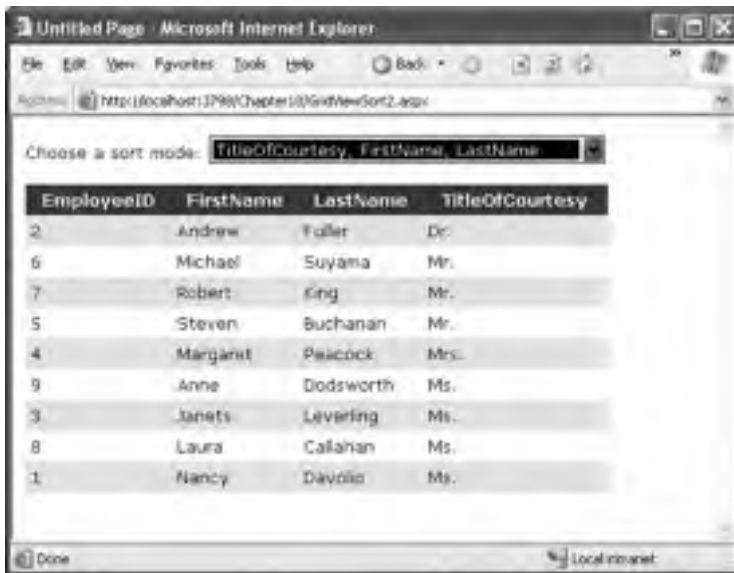 Untitled Page - Microsoft Internet Explorer
File Edit View Favorites Tools Help Back
Address http://localhost:3798/Chapter10/GridViewSort2.aspx
Choose a sort mode: TitleOfCourtesy, FirstName, LastName
EmployeeID FirstName LastName TitleOfCourtesy
2 Andrew Fuller Dr.
6 Michael Suyama Mr.
7 Robert King Mr.
5 Steven Buchanan Mr.
4 Margaret Peacock Mrs.
9 Anne Dodsworth Ms.
3 Janets Leverling Ms.
8 Laura Callahan Ms.
1 Nancy Davolio Ms.
Done Local intranet